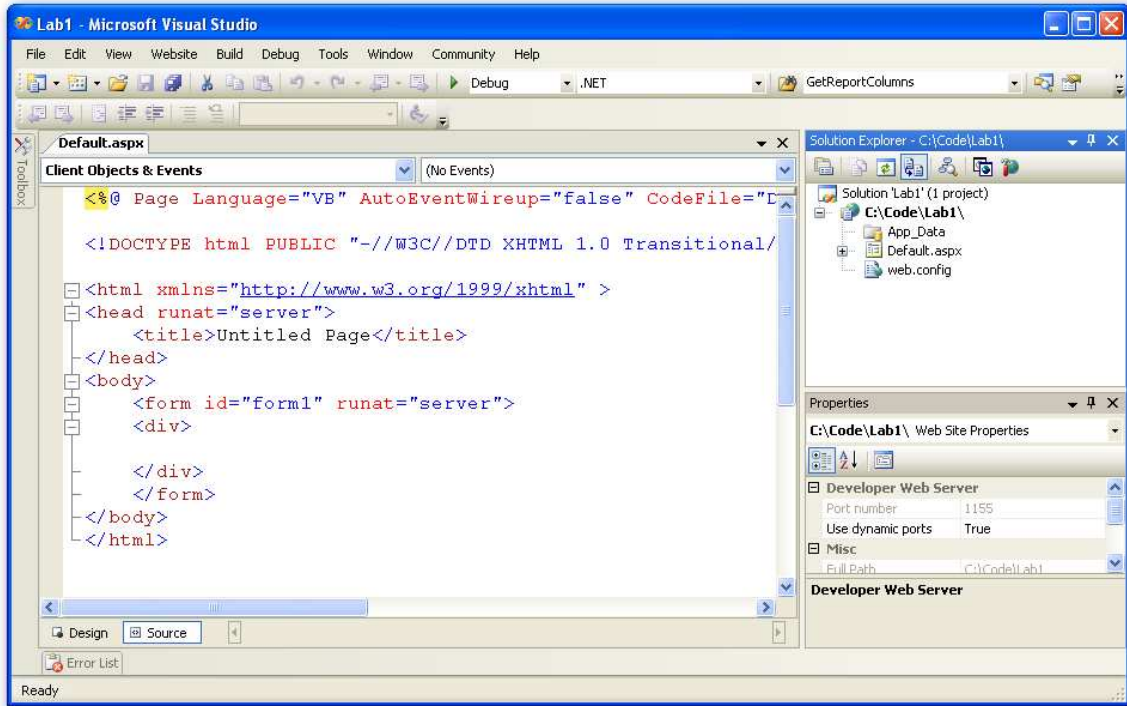 Lab1 - Microsoft Visual Studio
File Edit View Website Build Debug Tools Window Community Help
Debug .NET GetReportColumns
Toolbox
Default.aspx
Client Objects & Events (No Events)
<%@ Page Language="VB" AutoEventWireup="false" CodeFile="D
<!DOCTYPE html PUBLIC "-//W3C//DTD XHTML 1.0 Transitional/
<html xmlns="http://www.w3.org/1999/xhtml" >
<head runat="server">
<title>Untitled Page</title>
</head>
<body>
<form id="form1" runat="server">
<div>
</div>
</form>
</body>
</html>
Design Source
Error List
Ready
Solution Explorer - C:\Code\Lab1\
Solution 'Lab1' (1 project)
C:\Code\Lab1\
App_Data
Default.aspx
web.config
Properties
C:\Code\Lab1\ Web Site Properties
Developer Web Server
Port number 1155
Use dynamic ports True
Misc
Full Path C:\Code\Lab1
Developer Web Server